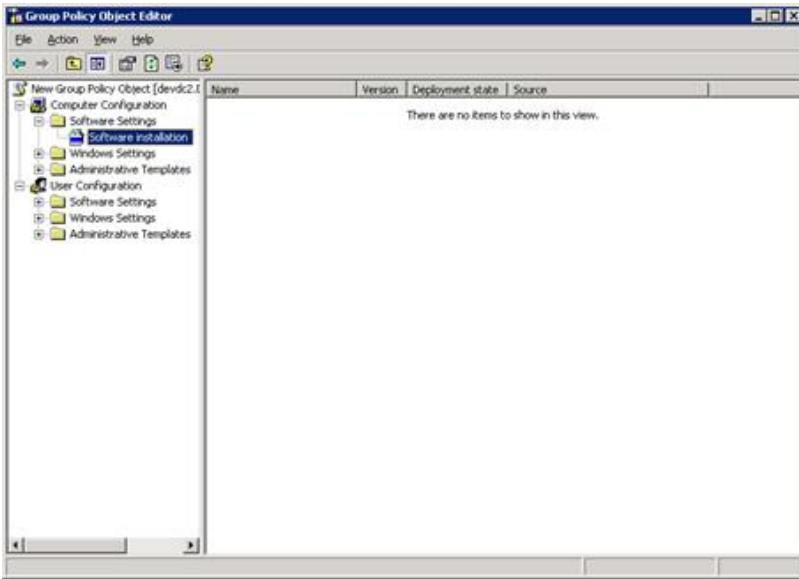 Group Policy Object Editor
File Action View Help
New Group Policy Object [devdc2.
Name Version Deployment state Source
Computer Configuration
There are no items to show in this view.
Software Settings
Software installation
Windows Settings
Administrative Templates
User Configuration
Software Settings
Windows Settings
Administrative Templates